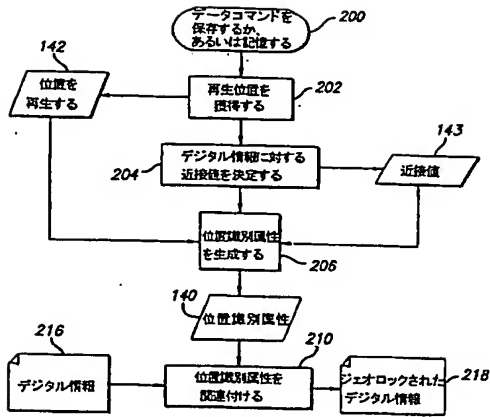 データコマンドを
保存するか、
あるいは記憶する
200
142
位置を
再生する
再生位置を
獲得する
202
143
デジタル情報に対する
近接値を決定する
204
近接値
位置識別属性
を生成する
206
140
位置識別属性
216
210
デジタル情報
位置識別属性を
関連付ける
ジェオロックされた
デジタル情報
218